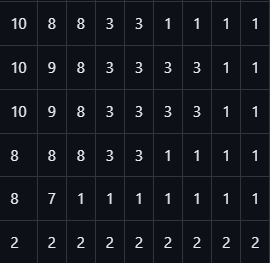 10 8 8 3 3 1 1 1 1
10 9 8 3 3 3 3 1 1
10 9 8 3 3 3 3 1 1
8 8 8 3 3 1 1 1 1
8 7 1 1 1 1 1 1 1
2 2 2 2 2 2 2 2 2